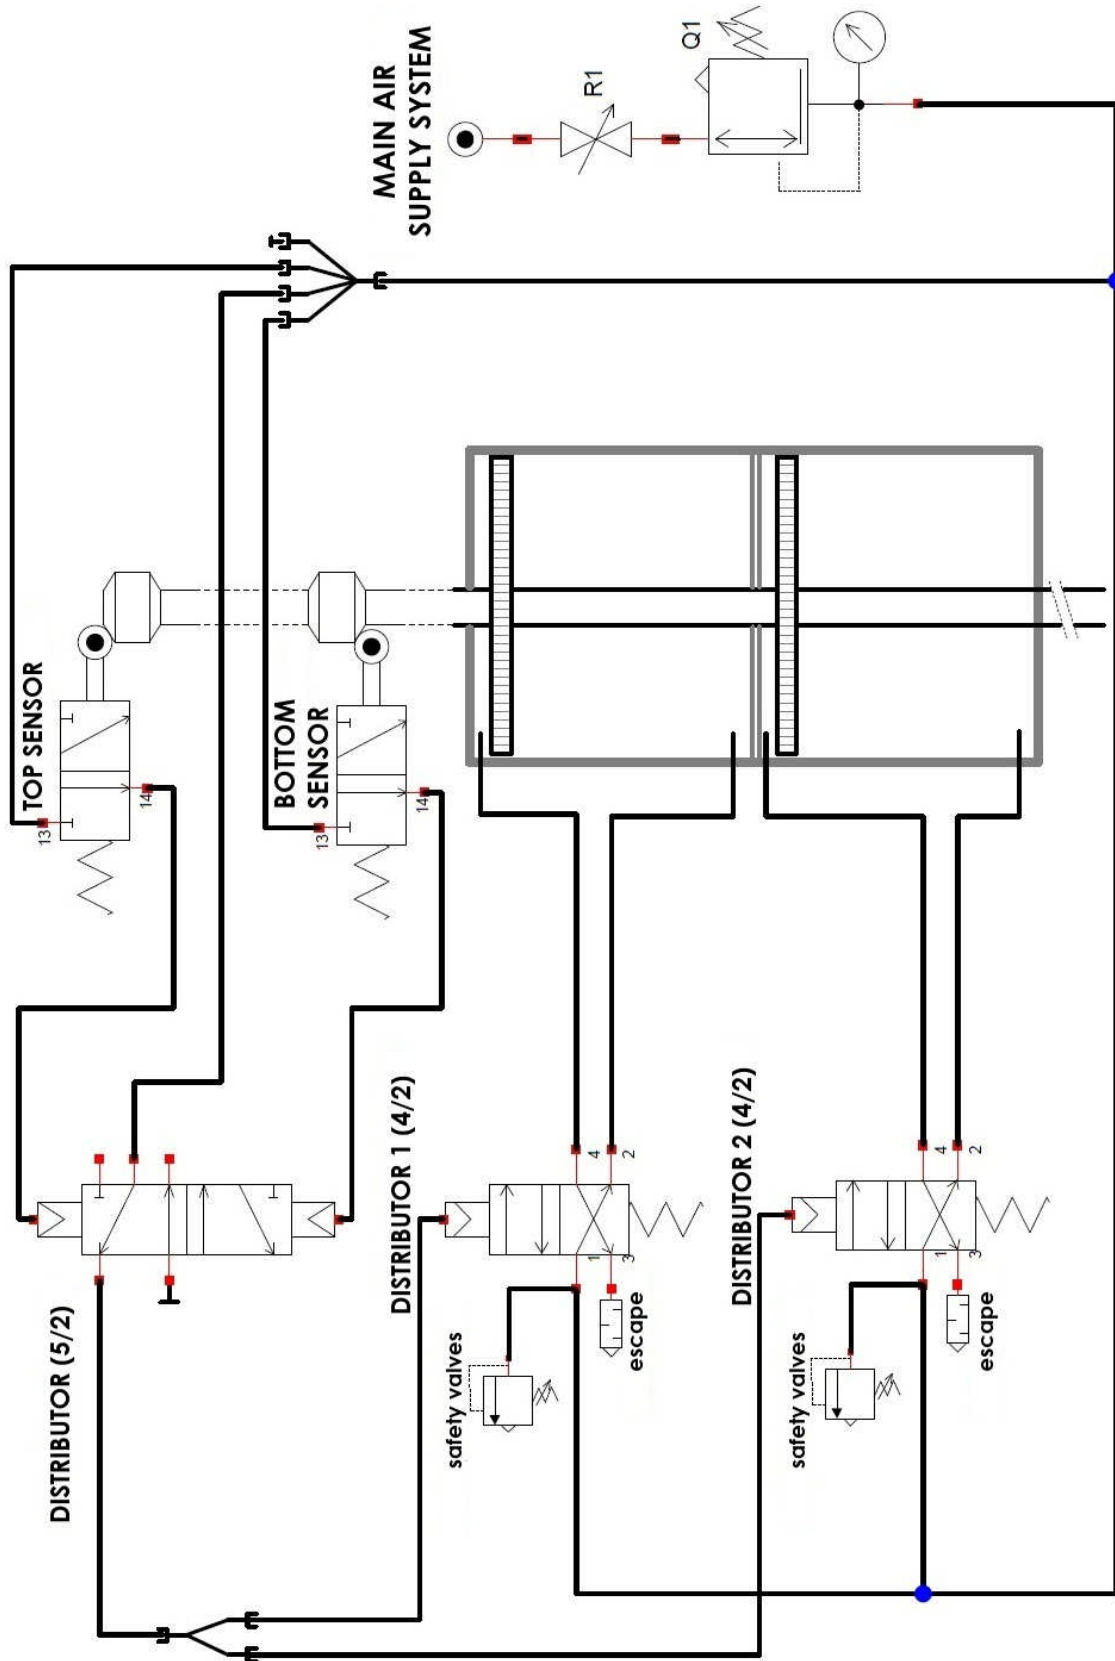 MAIN AIR
SUPPLY SYSTEM
R1
Q1
TOP SENSOR
13
14
BOTTOM
SENSOR
13
14
DISTRIBUTOR (5/2)
DISTRIBUTOR 1 (4/2)
4
2
1
3
safety valves
escape
DISTRIBUTOR 2 (4/2)
4
2
1
3
safety valves
escape